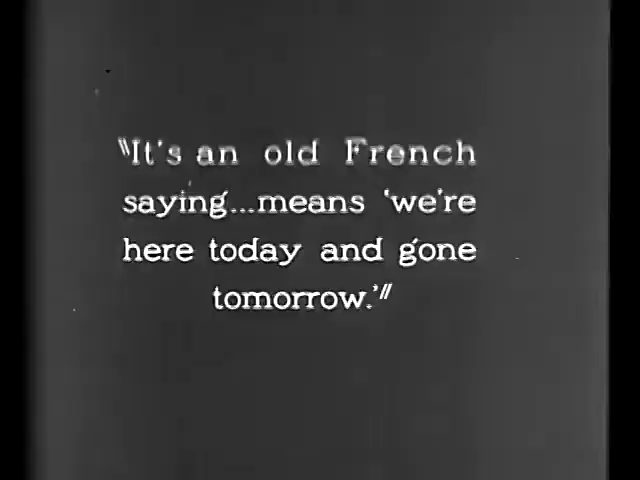 "It's an old French
saying...means 'we're
here today and gone
tomorrow.'"